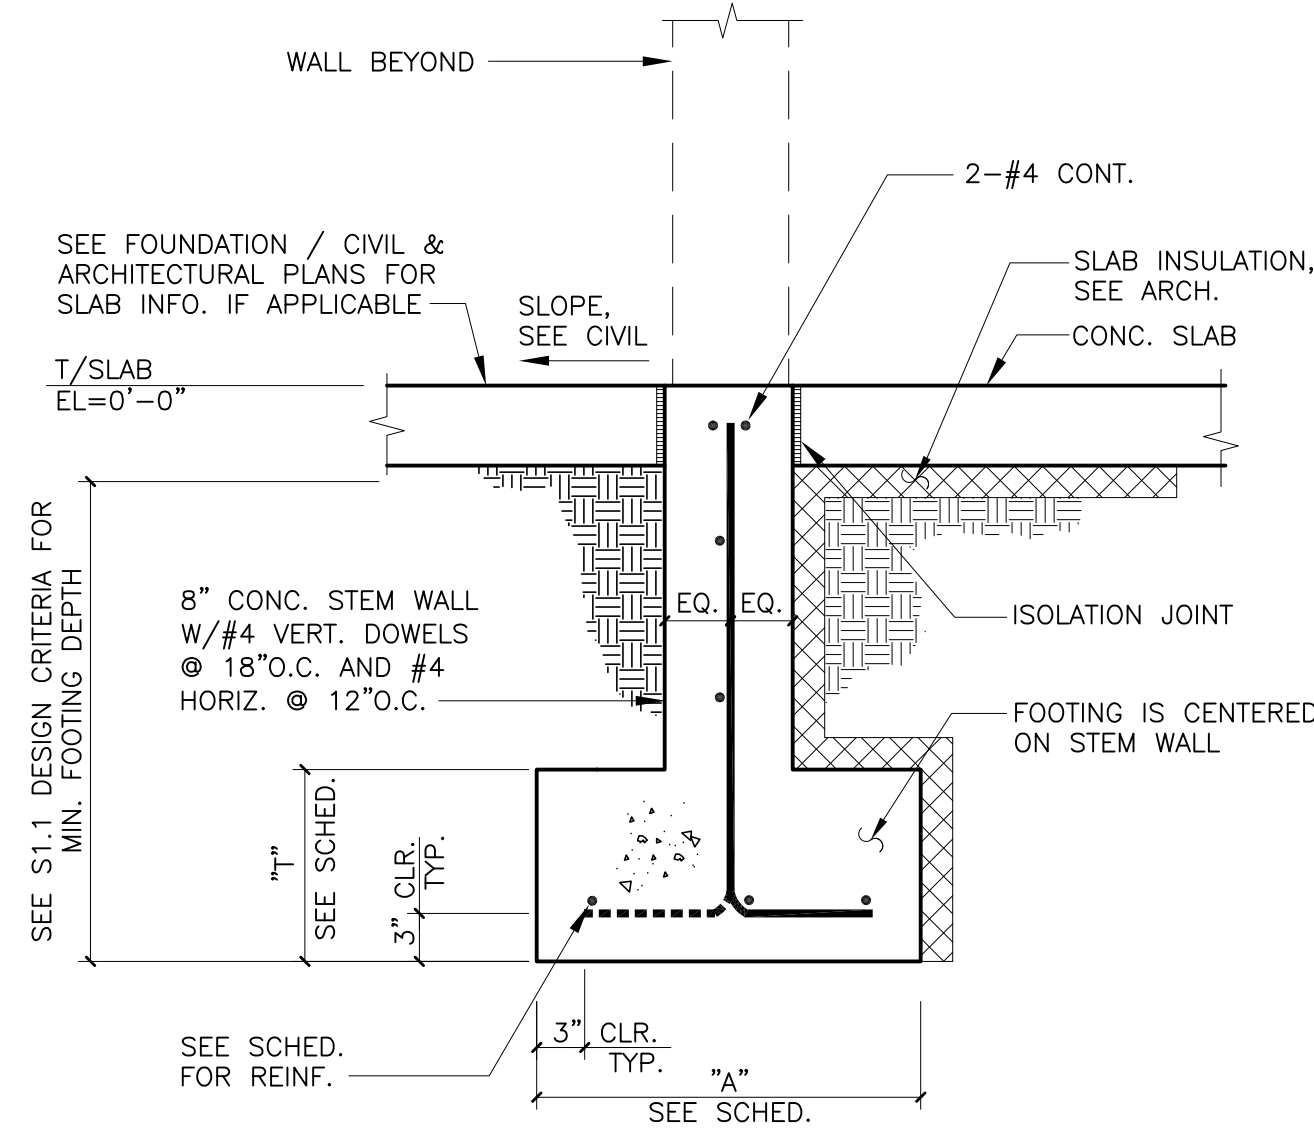 WALL BEYOND
2-#4 CONT.
SEE FOUNDATION / CIVIL &
ARCHITECTURAL PLANS FOR
SLAB INFO. IF APPLICABLE
SLOPE,
SEE CIVIL
SLAB INSULATION,
SEE ARCH.
CONC. SLAB
T/SLAB
EL=0'-0"
SEE S1.1 DESIGN CRITERIA FOR
MIN. FOOTING DEPTH
8" CONC. STEM WALL
W/#4 VERT. DOWELS
@ 18"O.C. AND #4
HORIZ. @ 12"O.C.
EQ.
EQ.
ISOLATION JOINT
FOOTING IS CENTERED
ON STEM WALL
"T"
SEE SCHED.
3" CLR.
TYP.
SEE SCHED.
FOR REINF.
3" CLR.
TYP.
"A"
SEE SCHED.